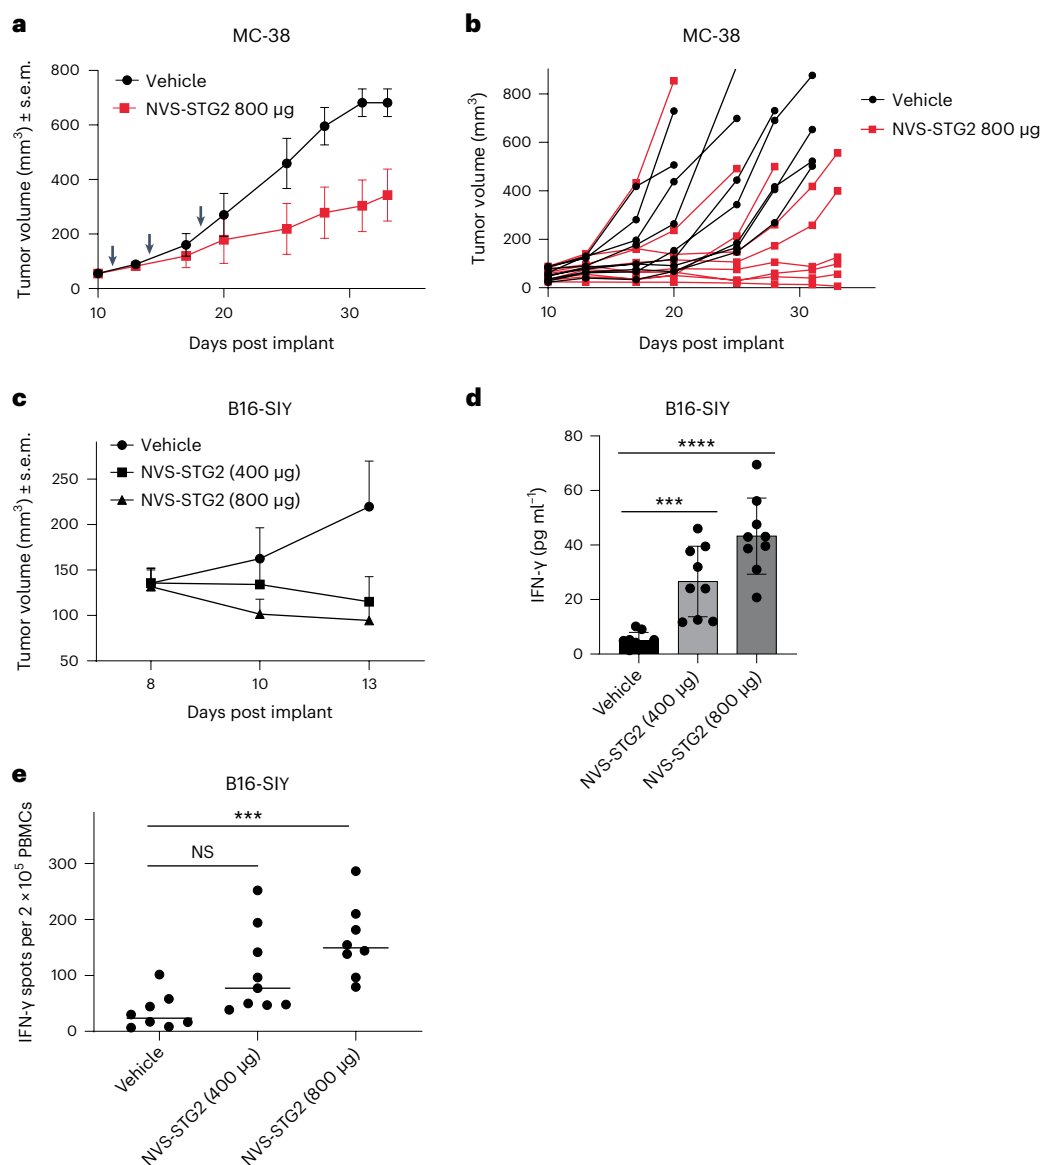 a
MC-38
Tumor volume (mm³) ± s.e.m.
800
600
400
200
0
Vehicle
NVS-STG2 800 µg
10
20
30
Days post implant
b
MC-38
Tumor volume (mm³)
800
600
400
200
0
Vehicle
NVS-STG2 800 µg
10
20
30
Days post implant
c
B16-SIY
Tumor volume (mm³) ± s.e.m.
250
200
150
100
50
Vehicle
NVS-STG2 (400 µg)
NVS-STG2 (800 µg)
8
10
13
Days post implant
d
B16-SIY
IFN-γ (pg ml⁻¹)
80
60
40
20
0
****
***
Vehicle
NVS-STG2 (400 µg)
NVS-STG2 (800 µg)
e
B16-SIY
IFN-γ spots per 2 × 10⁵ PBMCs
300
200
100
0
***
NS
Vehicle
NVS-STG2 (400 µg)
NVS-STG2 (800 µg)